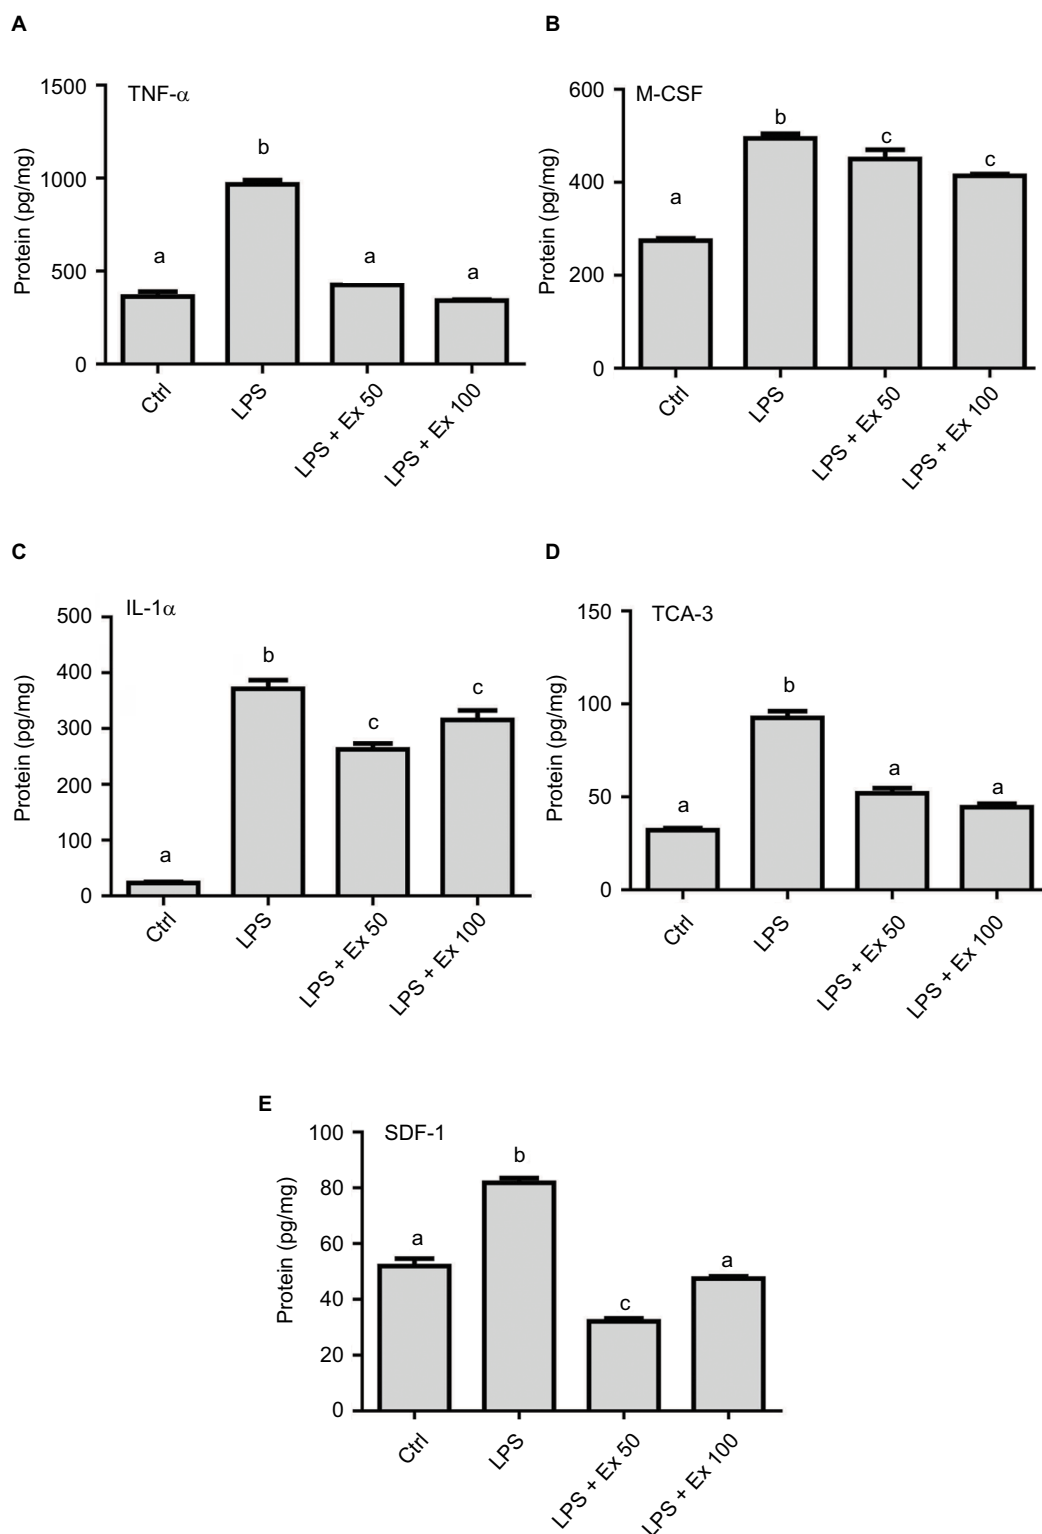 A
TNF-α
Protein (pg/mg)
1500
1000
500
0
a
b
a
a
Ctrl
LPS
LPS + Ex 50
LPS + Ex 100
B
M-CSF
Protein (pg/mg)
600
400
200
0
a
b
c
c
Ctrl
LPS
LPS + Ex 50
LPS + Ex 100
C
IL-1α
Protein (pg/mg)
500
400
300
200
100
0
a
b
c
c
Ctrl
LPS
LPS + Ex 50
LPS + Ex 100
D
TCA-3
Protein (pg/mg)
150
100
50
0
a
b
a
a
Ctrl
LPS
LPS + Ex 50
LPS + Ex 100
E
SDF-1
Protein (pg/mg)
100
80
60
40
20
0
a
b
c
a
Ctrl
LPS
LPS + Ex 50
LPS + Ex 100